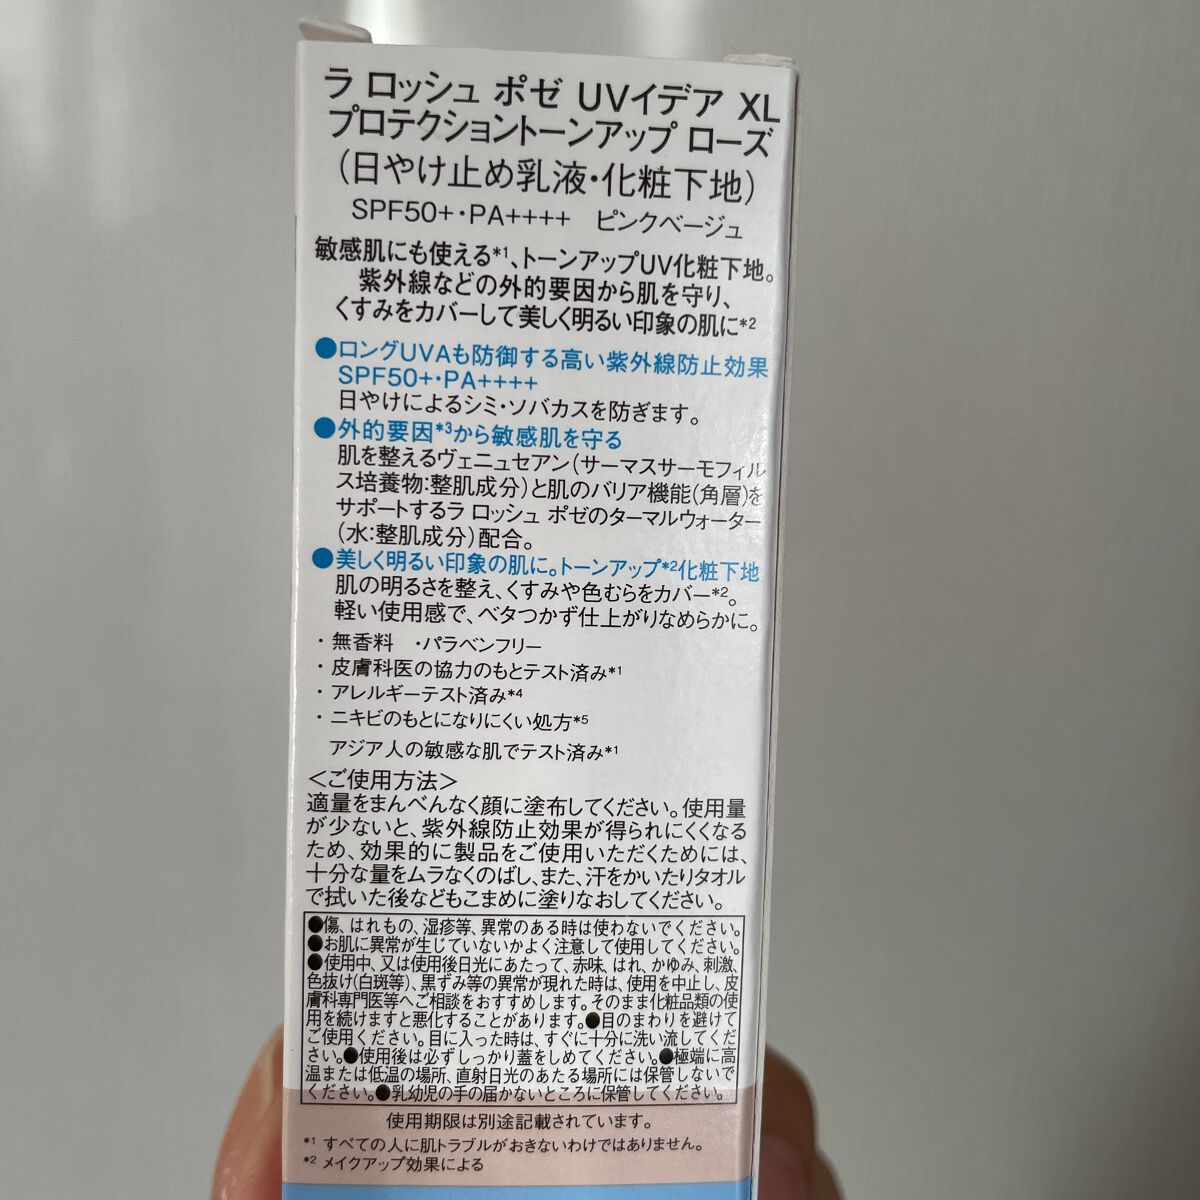 ラ ロッシュ ポゼ UVイデア XL
プロテクショントーンアップ ローズ
(日やけ止め乳液・化粧下地)
SPF50+・PA++++ ピンクベージュ
敏感肌にも使える*1、トーンアップUV化粧下地。
紫外線などの外的要因から肌を守り、
くすみをカバーして美しく明るい印象の肌に*2
●ロングUVAも防御する高い紫外線防止効果
SPF50+・PA++++
日やけによるシミ・ソバカスを防ぎます。
●外的要因*3から敏感肌を守る
肌を整えるヴェニュセアン(サーマスサーモフィル
ス培養物:整肌成分)と肌のバリア機能(角層)を
サポートするラ ロッシュ ポゼのターマルウォーター
(水:整肌成分)配合。
●美しく明るい印象の肌に。トーンアップ*2化粧下地
肌の明るさを整え、くすみや色むらをカバー*2。
軽い使用感で、ベタつかず仕上がりなめらかに。
・無香料 ・パラベンフリー
・皮膚科医の協力のもとテスト済み*1
・アレルギーテスト済み*4
・ニキビのもとになりにくい処方*5
アジア人の敏感な肌でテスト済み*1
＜ご使用方法＞
適量をまんべんなく顔に塗布してください。使用量
が少ないと、紫外線防止効果が得られにくくなる
ため、効果的に製品をご使用いただくためには、
十分な量をムラなくのばし、また、汗をかいたりタオル
で拭いた後などもこまめに塗りなおしてください。
●傷、はれもの、湿疹等、異常のある時は使わないでください。
●お肌に異常が生じていないかよく注意して使用してください。
●使用中、又は使用後日光にあたって、赤味、はれ、かゆみ、刺激、
色抜け(白斑等)、黒ずみ等の異常が現れた時は、使用を中止し、皮
膚科専門医等へご相談をおすすめします。そのまま化粧品類の使
用を続けますと悪化することがあります。●目のまわりを避けて
ご使用ください。目に入った時は、すぐに十分に洗い流してくだ
さい。●使用後は必ずしっかり蓋をしめてください。●極端に高
温または低温の場所、直射日光のあたる場所には保管しないで
ください。●乳幼児の手の届かないところに保管してください。
使用期限は別途記載されています。
*1 すべての人に肌トラブルがおきないわけではありません。
*2 メイクアップ効果による